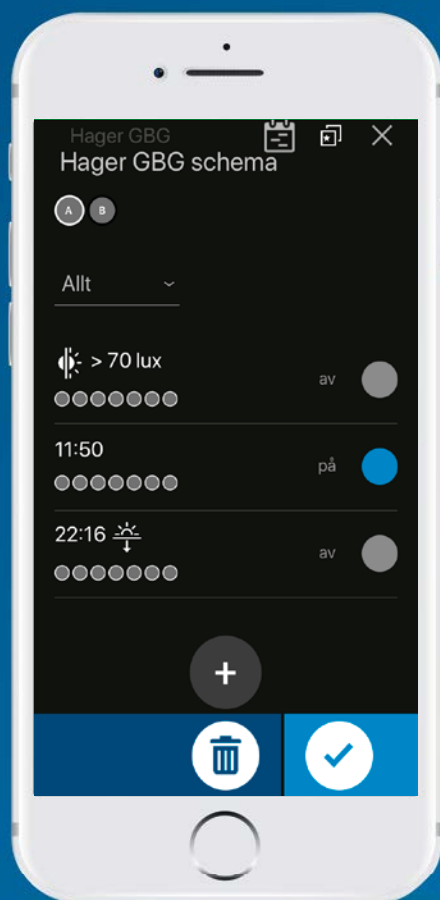 Hager GBG
Hager GBG schema
A B
Allt
> 70 lux
av
11:50
på
22:16
av